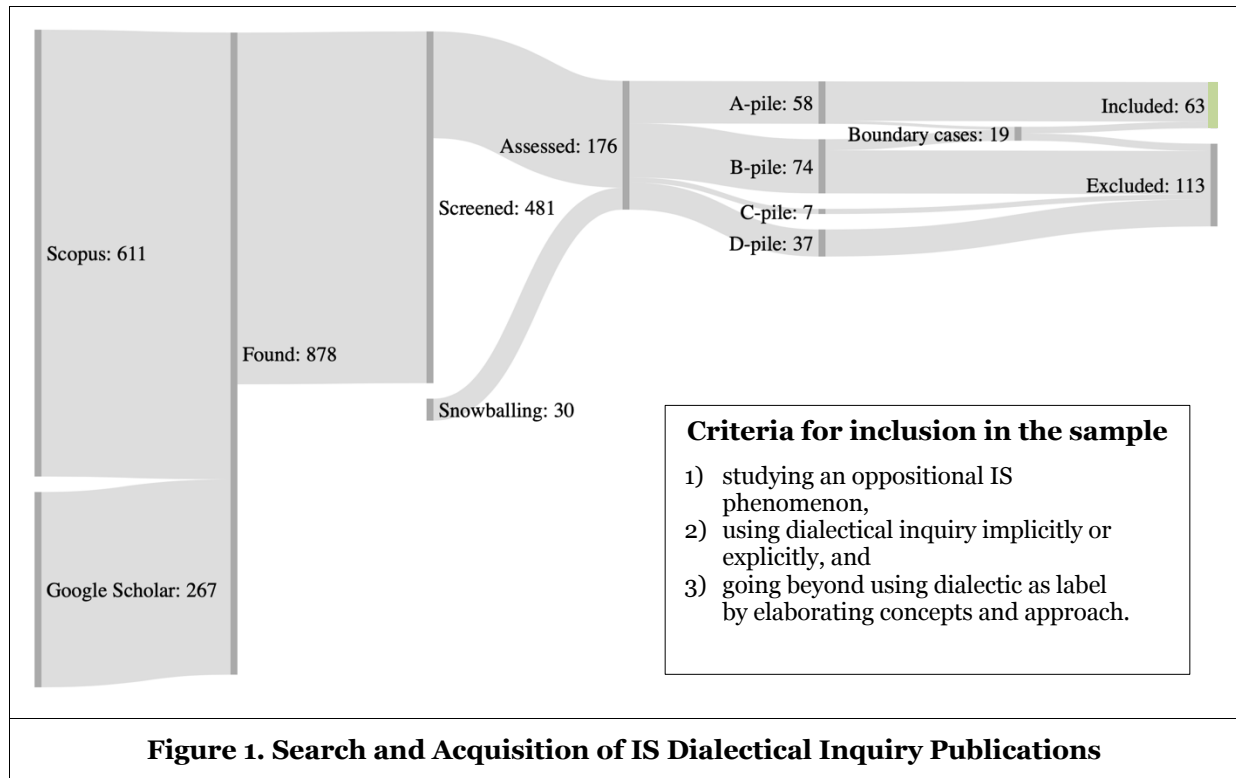 Scopus: 611
Google Scholar: 267
Found: 878
Screened: 481
Snowballing: 30
Assessed: 176
A-pile: 58
B-pile: 74
C-pile: 7
D-pile: 37
Boundary cases: 19
Included: 63
Excluded: 113
Criteria for inclusion in the sample
1) studying an oppositional IS
phenomenon,
2) using dialectical inquiry implicitly or
explicitly, and
3) going beyond using dialectic as label
by elaborating concepts and approach.
Figure 1. Search and Acquisition of IS Dialectical Inquiry Publications